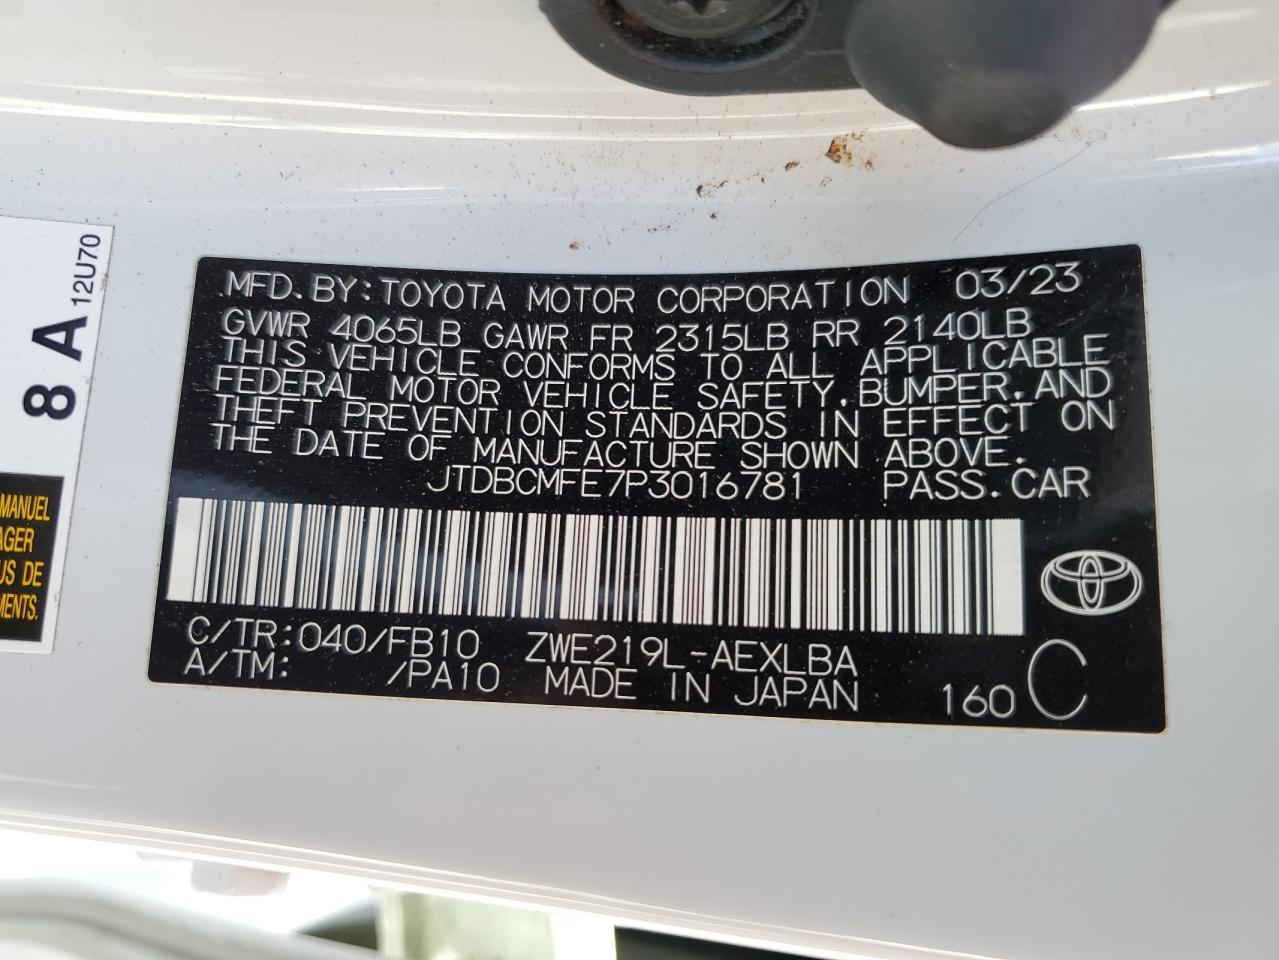 MFD.BY:TOYOTA MOTOR CORPORATION 03/23
GVWR 4065LB GAWR FR 2315LB RR 2140LB
THIS VEHICLE CONFORMS TO ALL APPLICABLE
FEDERAL MOTOR VEHICLE SAFETY,BUMPER,AND
THEFT PREVENTION STANDARDS IN EFFECT ON
THE DATE OF MANUFACTURE SHOWN ABOVE.
JTDBCMFE7P3016781 PASS.CAR
C/TR:040/FB10 ZWE219L-AEXLBA
A/TM: /PA10 MADE IN JAPAN 160 C
8 A 12U70
MANUEL
AGER
US DE
MENTS.